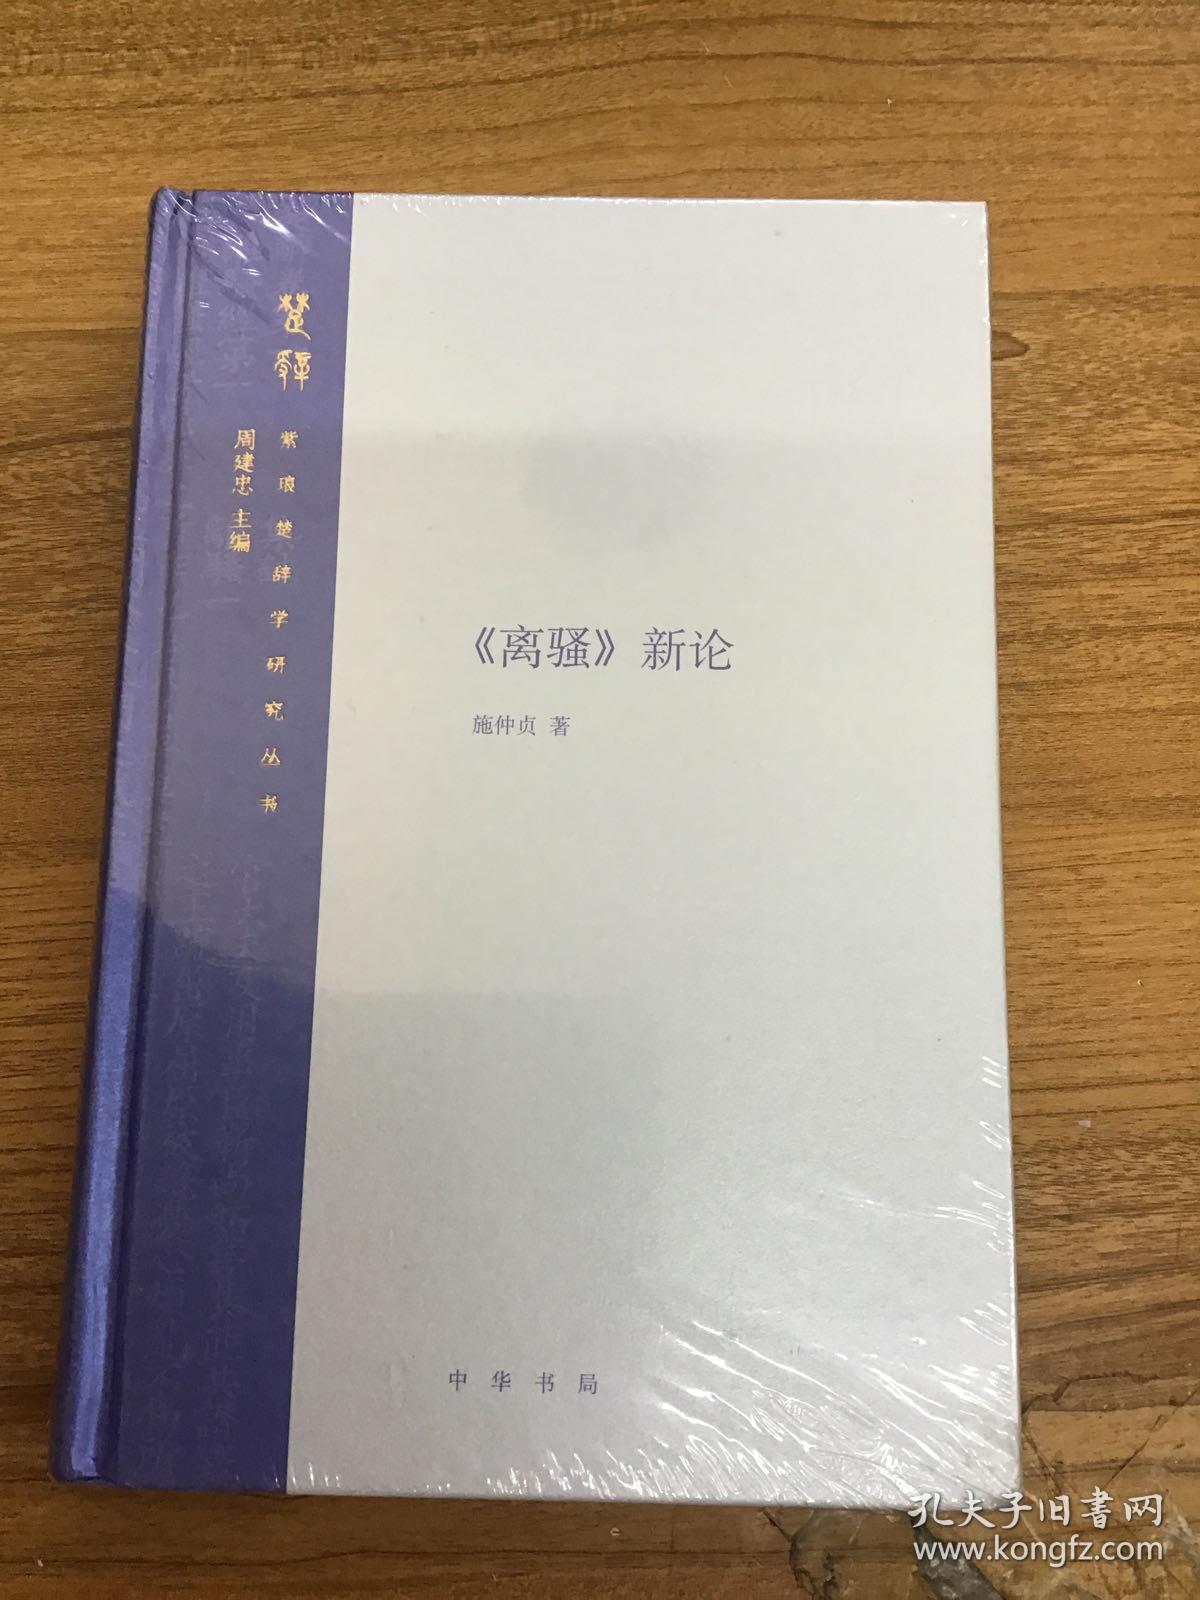 楚辞
紫琅楚辞学研究丛书
周建忠 主编
《离骚》新论
施仲贞 著
中华书局
孔夫子旧书网
www.kongfz.com